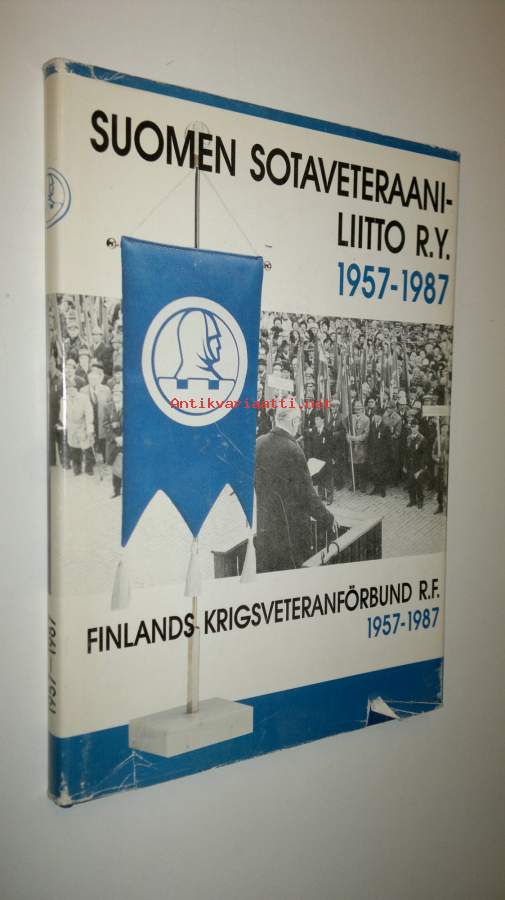 SUOMEN SOTAVETERAANI-
LIITTO R.Y.
1957-1987
Antikvariaatti.net
FINLANDS KRIGSVETERANFÖRBUND R.F.
1957-1987
1957 - 1987